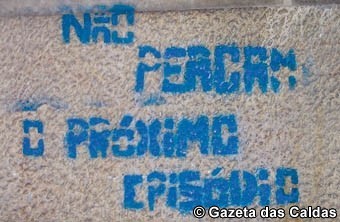 NÃO
PERCAM
O PRÓXIMO
EPISÓDIO
© Gazeta das Caldas